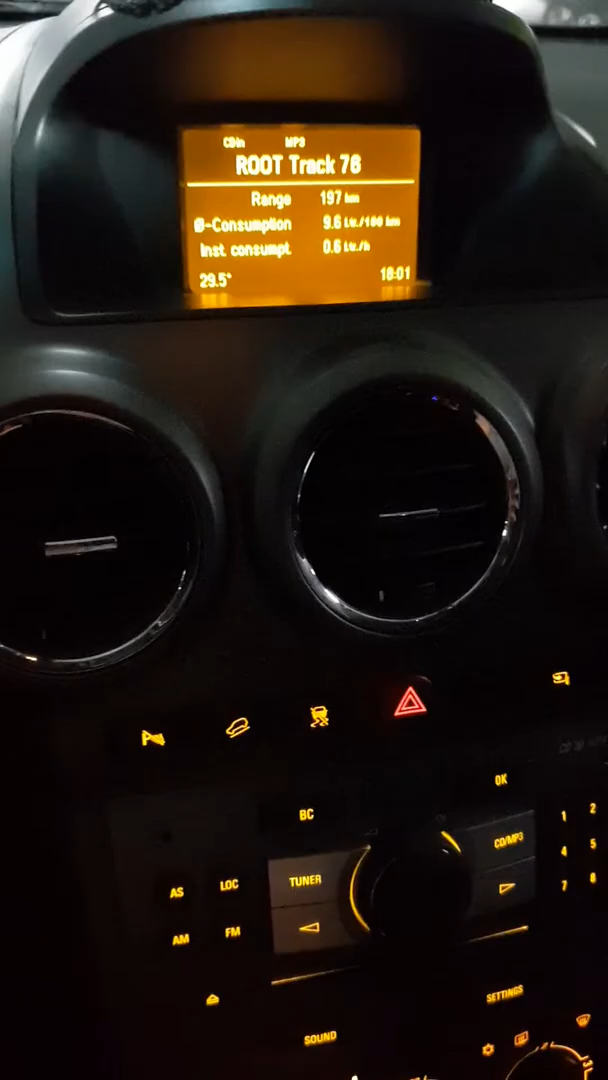 CD in MP3
ROOT Track 76
Range 197 km
Ø-Consumption 9.6 Ltr./100 km
Inst consumpt. 0.6 Ltr./h
29.5° 18:01
OK
BC
1 2
CD/MP3
TUNER
4 5
AS LOC
7 8
AM FM
SETTINGS
SOUND